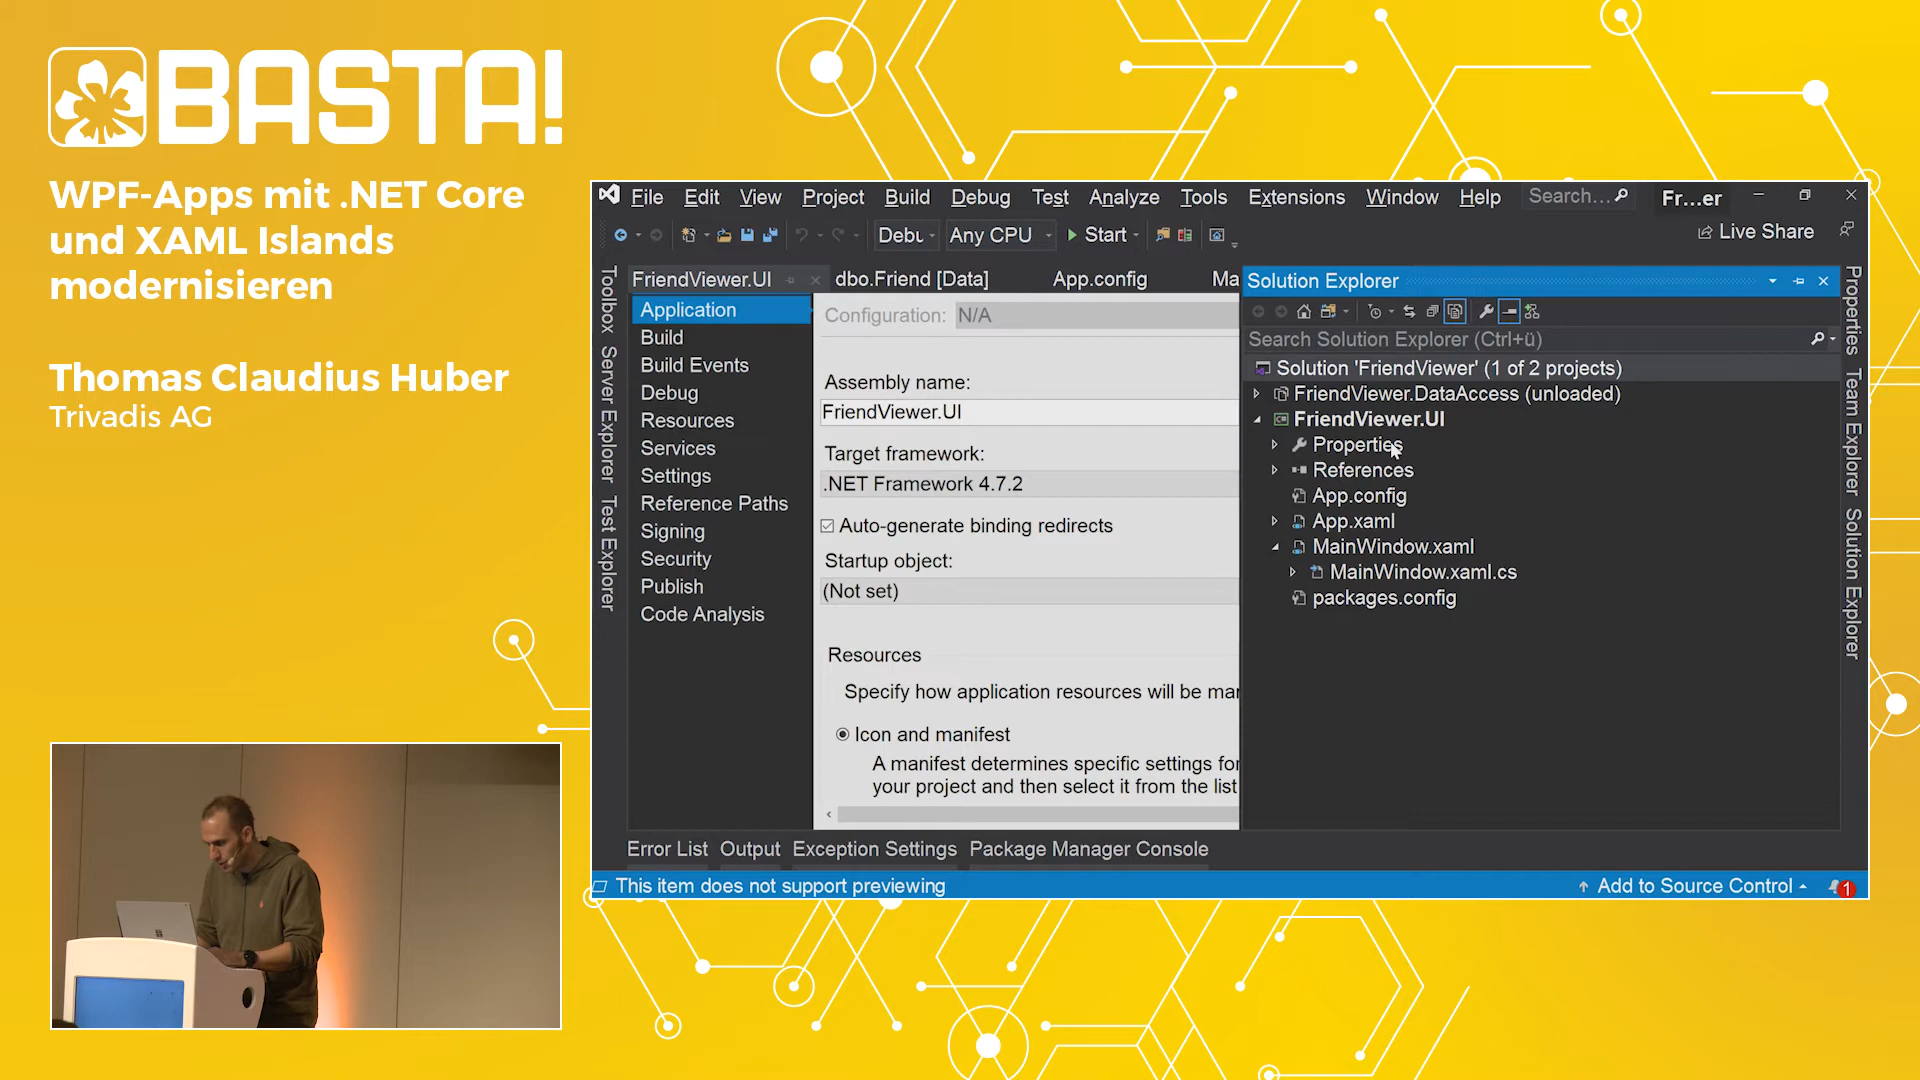 BASTA!
WPF-Apps mit .NET Core
und XAML Islands
modernisieren
Thomas Claudius Huber
Trivadis AG
File Edit View Project Build Debug Test Analyze Tools Extensions Window Help Search... Fr...er
Debu Any CPU Start Live Share
Toolbox
Server Explorer
Test Explorer
FriendViewer.UI dbo.Friend [Data] App.config Ma
Application
Build
Build Events
Debug
Resources
Services
Settings
Reference Paths
Signing
Security
Publish
Code Analysis
Configuration: N/A
Assembly name:
FriendViewer.UI
Target framework:
.NET Framework 4.7.2
Auto-generate binding redirects
Startup object:
(Not set)
Resources
Specify how application resources will be man
Icon and manifest
A manifest determines specific settings for
your project and then select it from the list
Solution Explorer
Search Solution Explorer (Ctrl+ü)
Solution 'FriendViewer' (1 of 2 projects)
FriendViewer.DataAccess (unloaded)
FriendViewer.UI
Properties
References
App.config
App.xaml
MainWindow.xaml
MainWindow.xaml.cs
packages.config
Properties
Team Explorer
Solution Explorer
Error List Output Exception Settings Package Manager Console
This item does not support previewing Add to Source Control 1